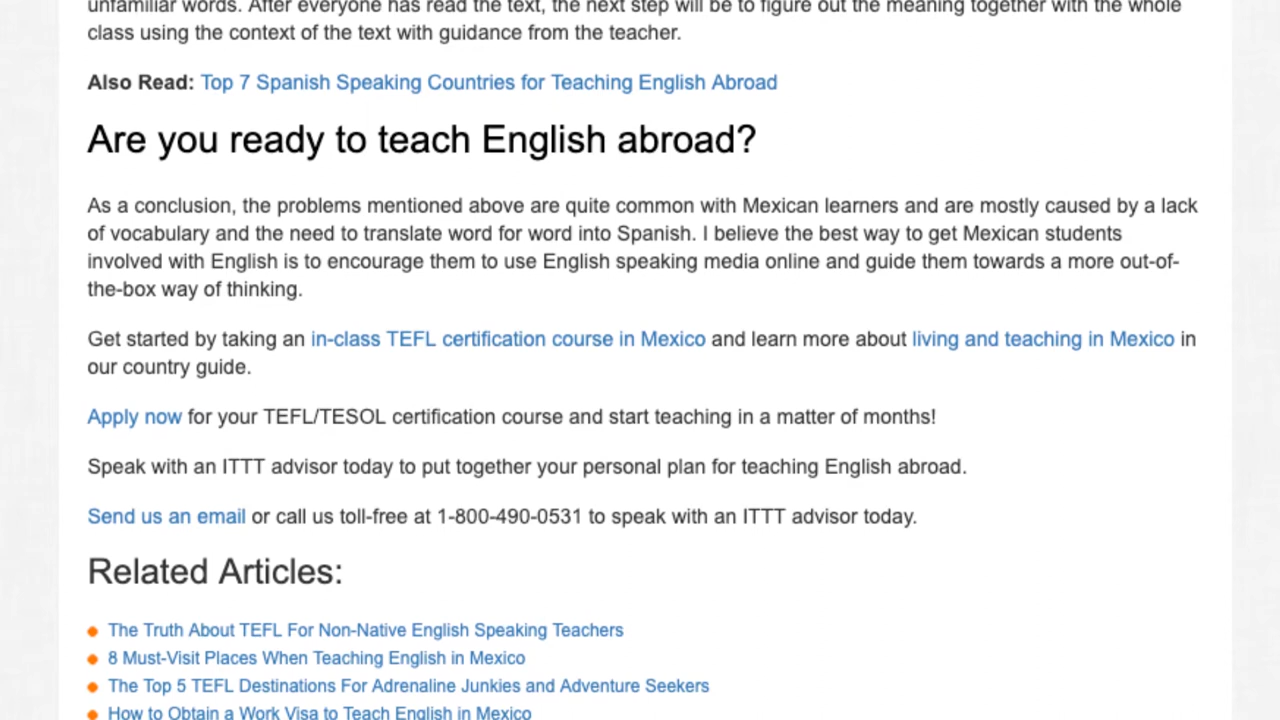 unfamiliar words. After everyone has read the text, the next step will be to figure out the meaning together with the whole
class using the context of the text with guidance from the teacher.
Also Read: Top 7 Spanish Speaking Countries for Teaching English Abroad
Are you ready to teach English abroad?
As a conclusion, the problems mentioned above are quite common with Mexican learners and are mostly caused by a lack
of vocabulary and the need to translate word for word into Spanish. I believe the best way to get Mexican students
involved with English is to encourage them to use English speaking media online and guide them towards a more out-of-
the-box way of thinking.
Get started by taking an in-class TEFL certification course in Mexico and learn more about living and teaching in Mexico in
our country guide.
Apply now for your TEFL/TESOL certification course and start teaching in a matter of months!
Speak with an ITTT advisor today to put together your personal plan for teaching English abroad.
Send us an email or call us toll-free at 1-800-490-0531 to speak with an ITTT advisor today.
Related Articles:
The Truth About TEFL For Non-Native English Speaking Teachers
8 Must-Visit Places When Teaching English in Mexico
The Top 5 TEFL Destinations For Adrenaline Junkies and Adventure Seekers
How to Obtain a Work Visa to Teach English in Mexico